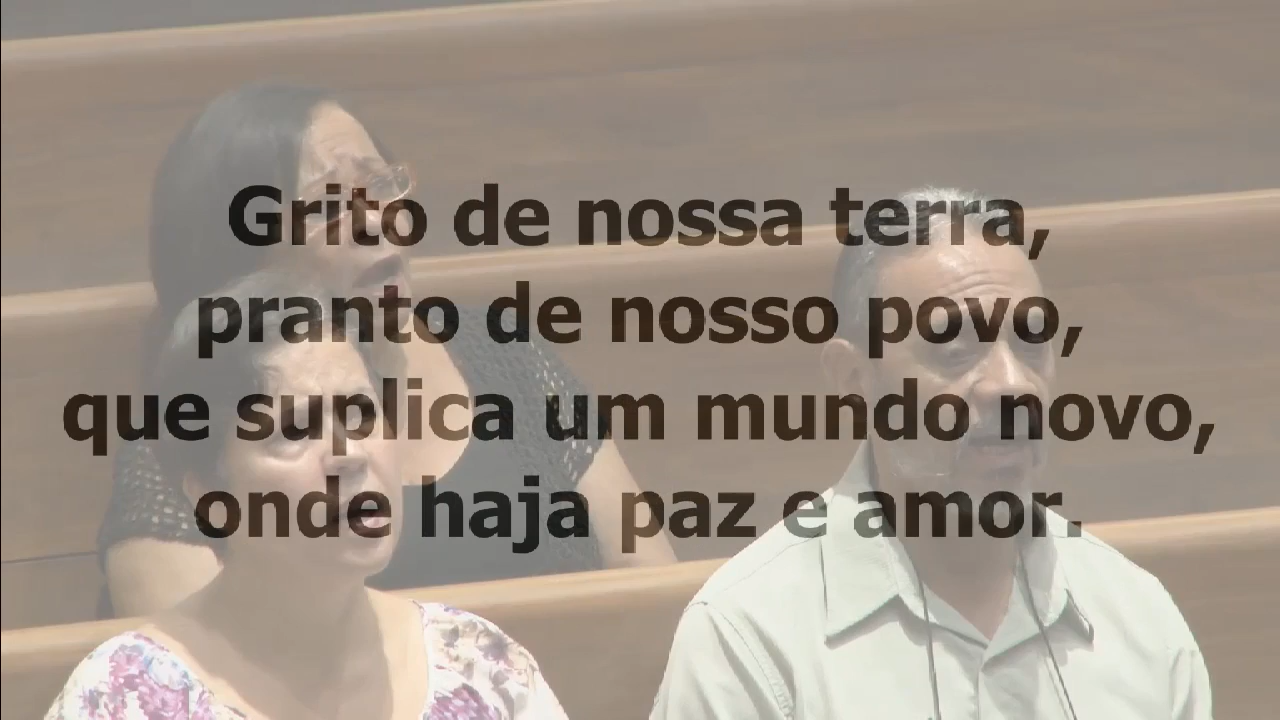 Grito de nossa terra,
pranto de nosso povo,
que suplica um mundo novo,
onde haja paz e amor.